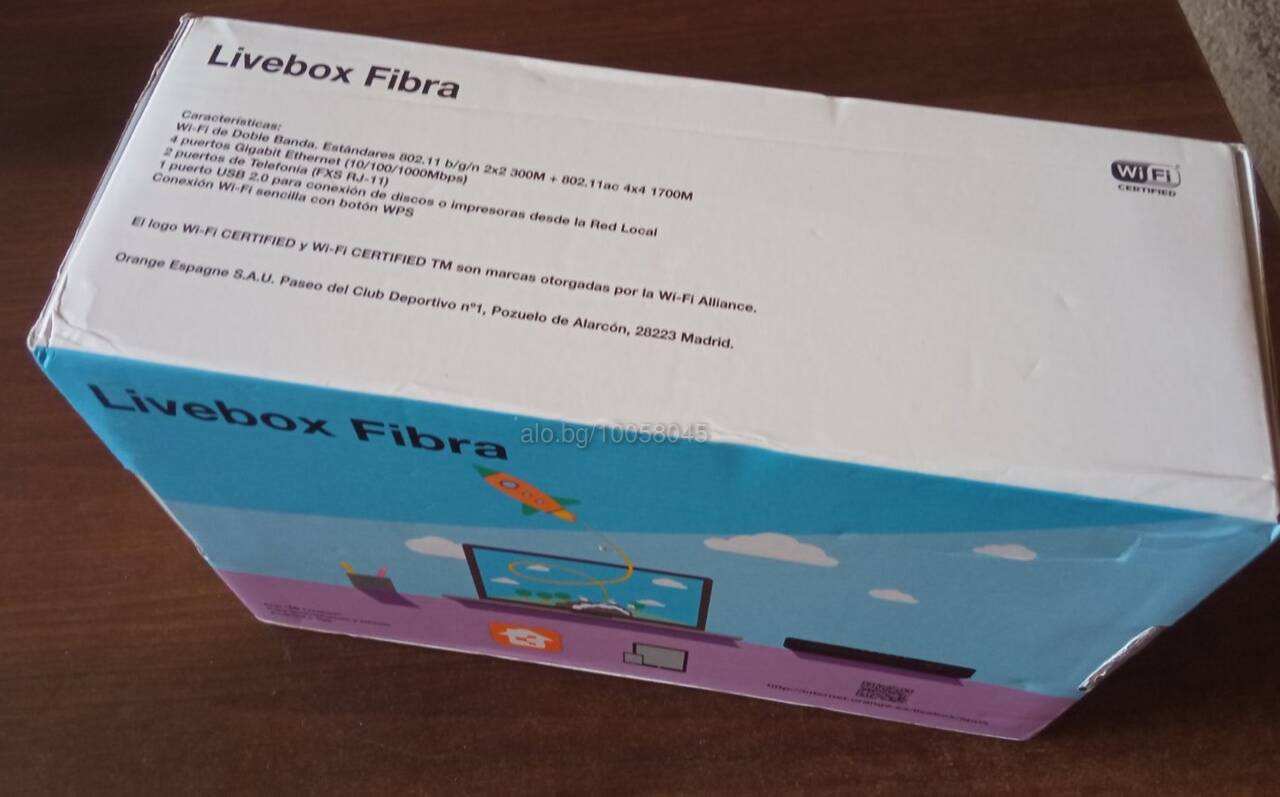 Livebox Fibra
Características:
Wi-Fi de Doble Banda. Estándares 802.11 b/g/n 2x2 300M + 802.11ac 4x4 1700M
4 puertos Gigabit Ethernet (10/100/1000Mbps)
2 puertos de Telefonía (FXS RJ-11)
1 puerto USB 2.0 para conexión de discos o impresoras desde la Red Local
Conexión Wi-Fi sencilla con botón WPS
El logo Wi-Fi CERTIFIED y Wi-Fi CERTIFIED TM son marcas otorgadas por la Wi-Fi Alliance.
Orange Espagne S.A.U. Paseo del Club Deportivo nº1, Pozuelo de Alarcón, 28223 Madrid.
Wi Fi
CERTIFIED
Livebox Fibra
alo.bg/10058045